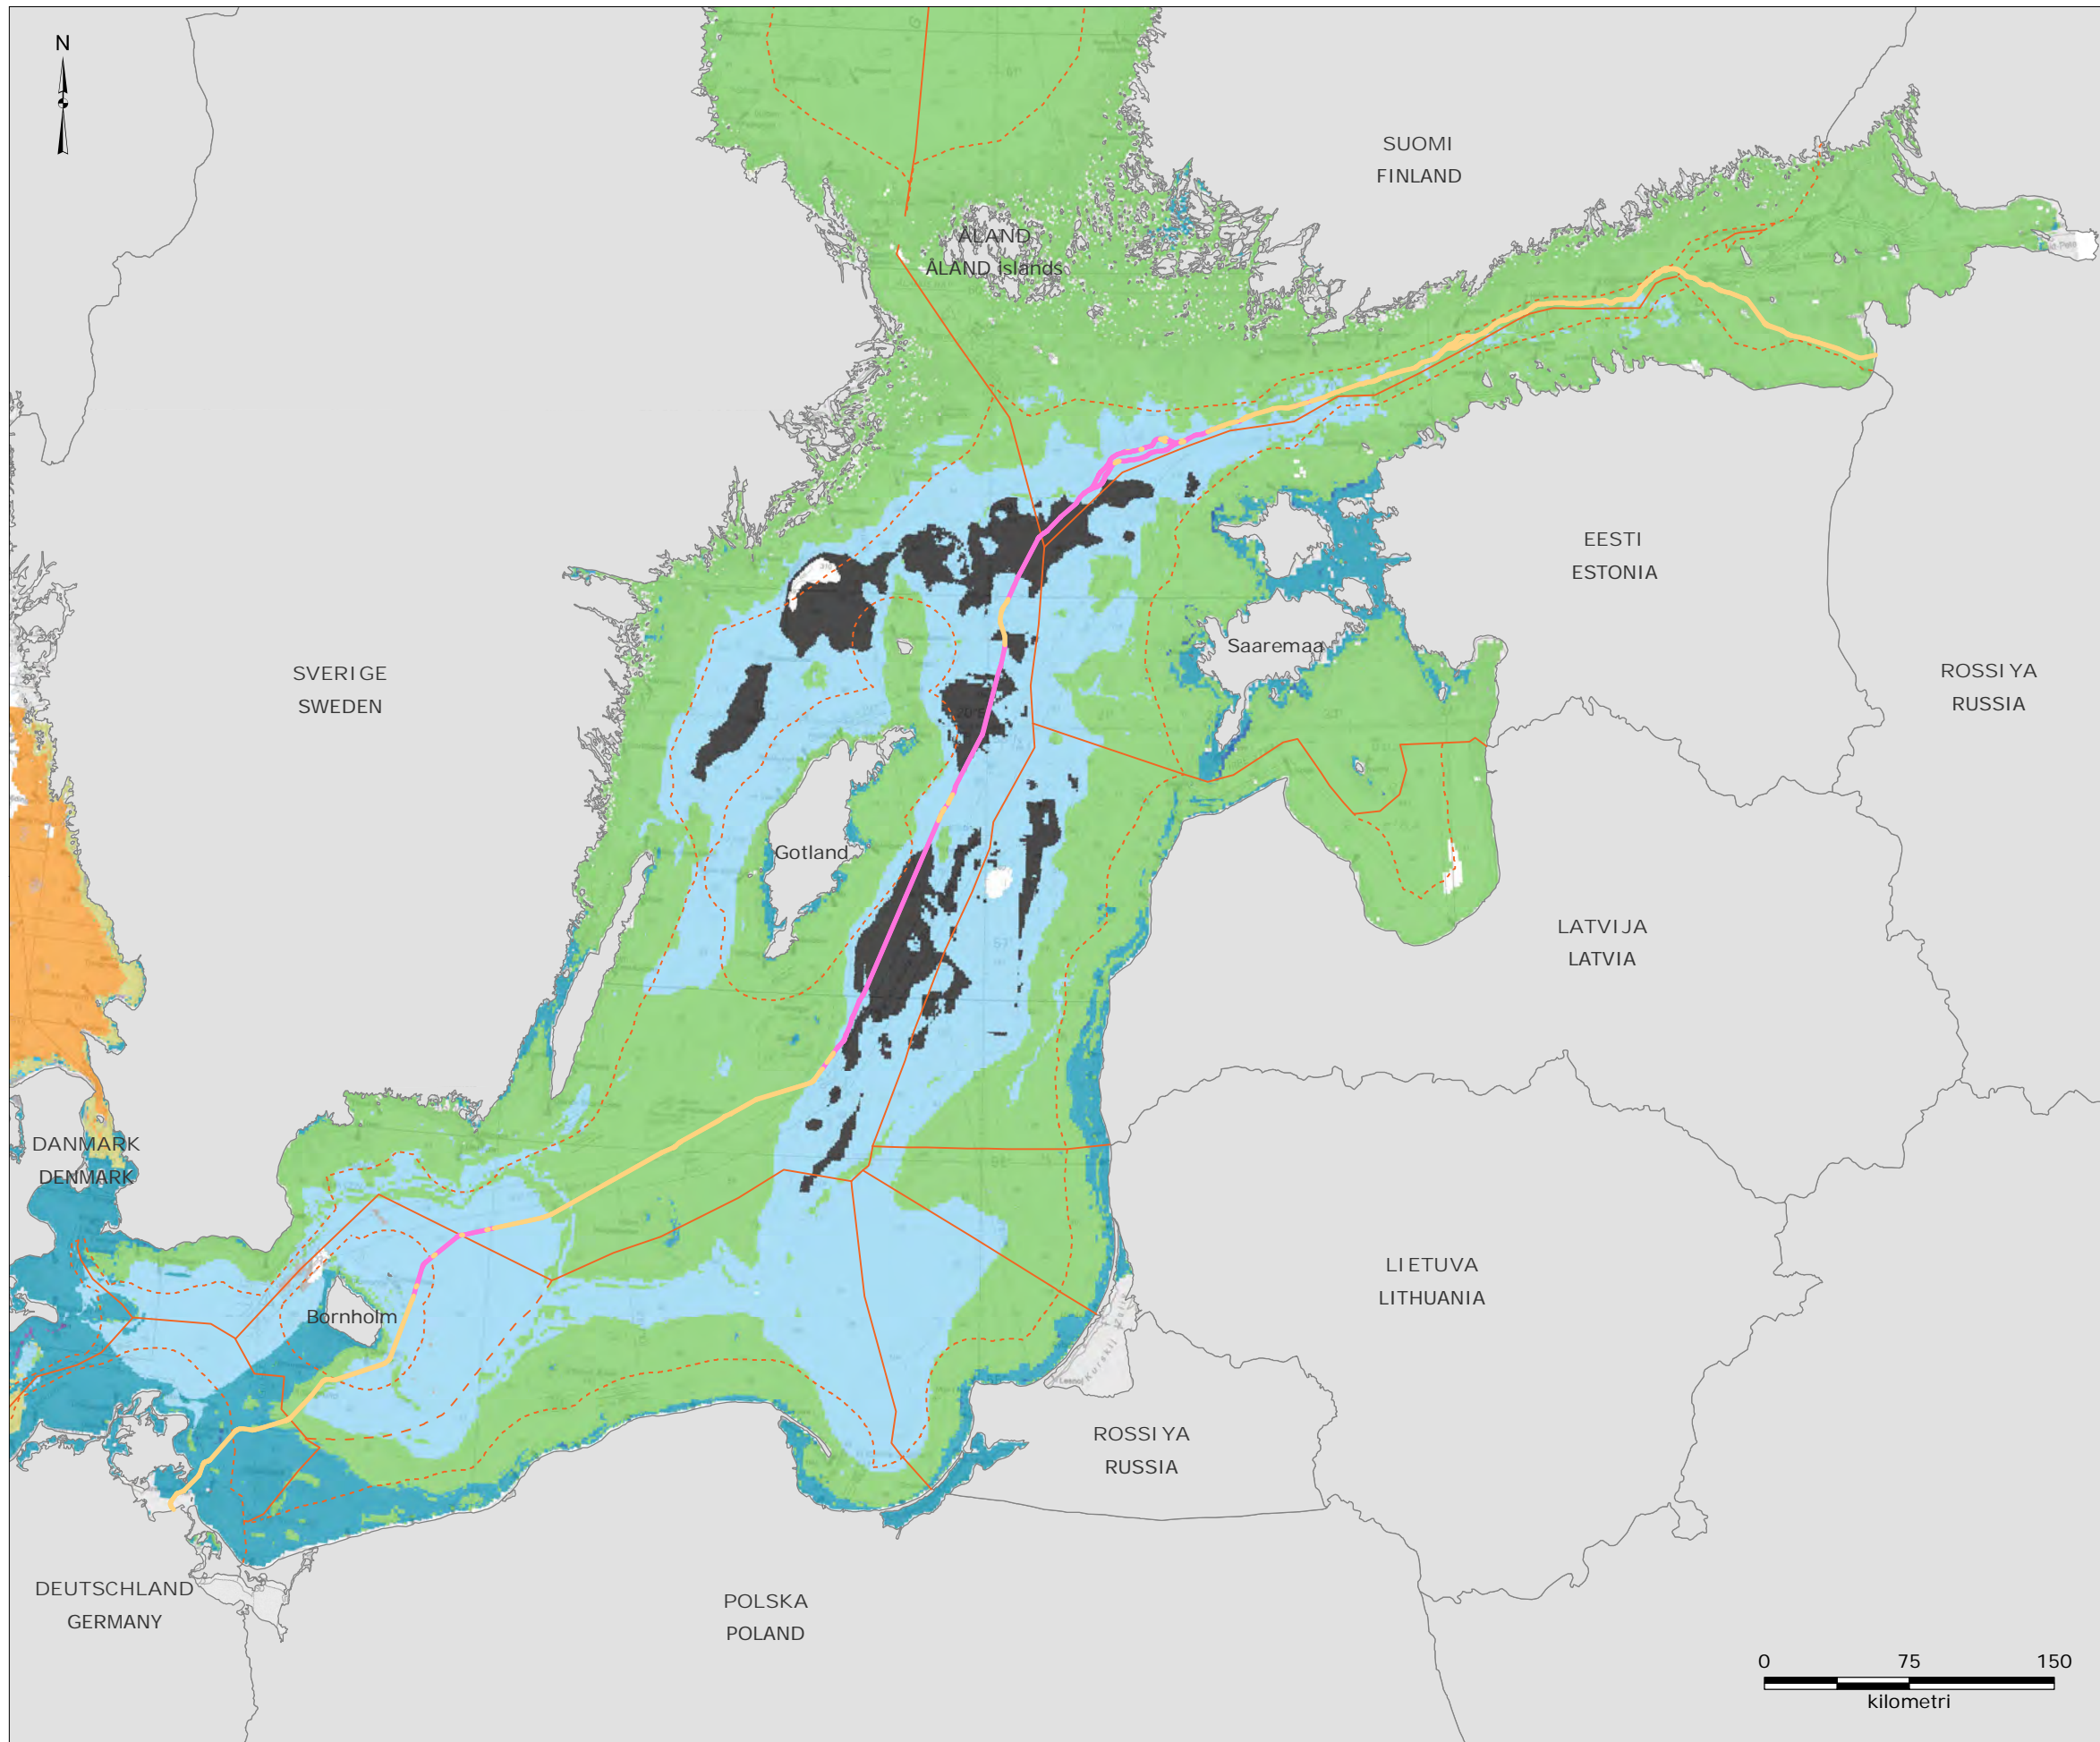 N
SUOMI
FINLAND
ÅLAND
ÅLAND islands
EESTI
ESTONIA
Saaremaa
ROSSIYA
RUSSIA
SVERIGE
SWEDEN
Gotland
LATVIJA
LATVIA
DANMARK
DENMARK
LIETUVA
LITHUANIA
Bornholm
ROSSIYA
RUSSIA
DEUTSCHLAND
GERMANY
POLSKA
POLAND
0 75 150
kilometri